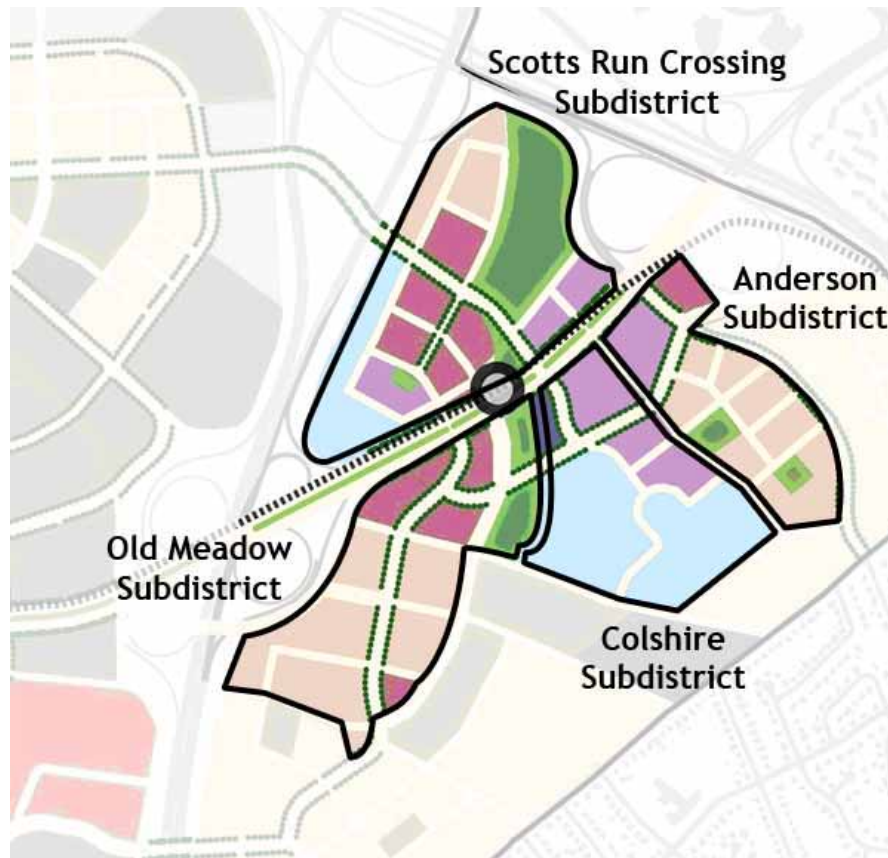 Scotts Run Crossing
Subdistrict
Anderson
Subdistrict
Old Meadow
Subdistrict
Colshire
Subdistrict